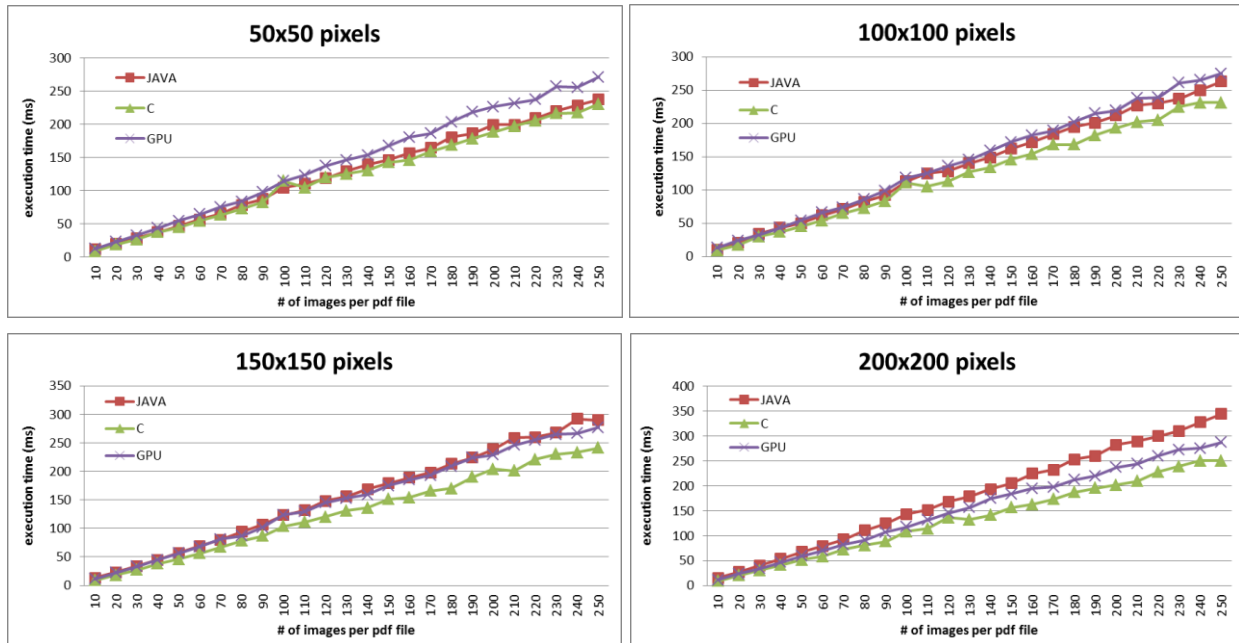 50x50 pixels
300
250
200
150
100
50
0
execution time (ms)
JAVA
C
GPU
10 20 30 40 50 60 70 80 90 100 110 120 130 140 150 160 170 180 190 200 210 220 230 240 250
# of images per pdf file
100x100 pixels
300
250
200
150
100
50
0
execution time (ms)
JAVA
C
GPU
10 20 30 40 50 60 70 80 90 100 110 120 130 140 150 160 170 180 190 200 210 220 230 240 250
# of images per pdf file
150x150 pixels
350
300
250
200
150
100
50
0
execution time (ms)
JAVA
C
GPU
10 20 30 40 50 60 70 80 90 100 110 120 130 140 150 160 170 180 190 200 210 220 230 240 250
# of images per pdf file
200x200 pixels
400
350
300
250
200
150
100
50
0
execution time (ms)
JAVA
C
GPU
10 20 30 40 50 60 70 80 90 100 110 120 130 140 150 160 170 180 190 200 210 220 230 240 250
# of images per pdf file